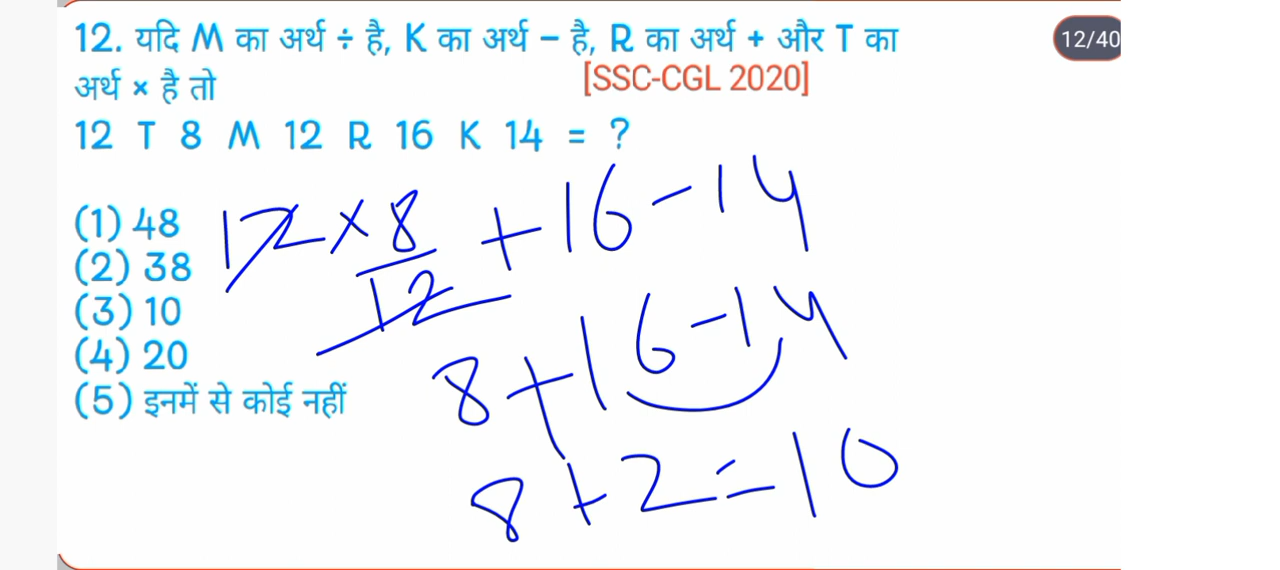 12. यदि M का अर्थ ÷ है, K का अर्थ − है, R का अर्थ + और T का
अर्थ × है तो
[SSC-CGL 2020]
12/40
12 T 8 M 12 R 16 K 14 = ?
(1) 48
(2) 38
(3) 10
(4) 20
(5) इनमें से कोई नहीं
12 × 8/12 + 16 − 14
8 + 16 − 14
8 + 2 = 10